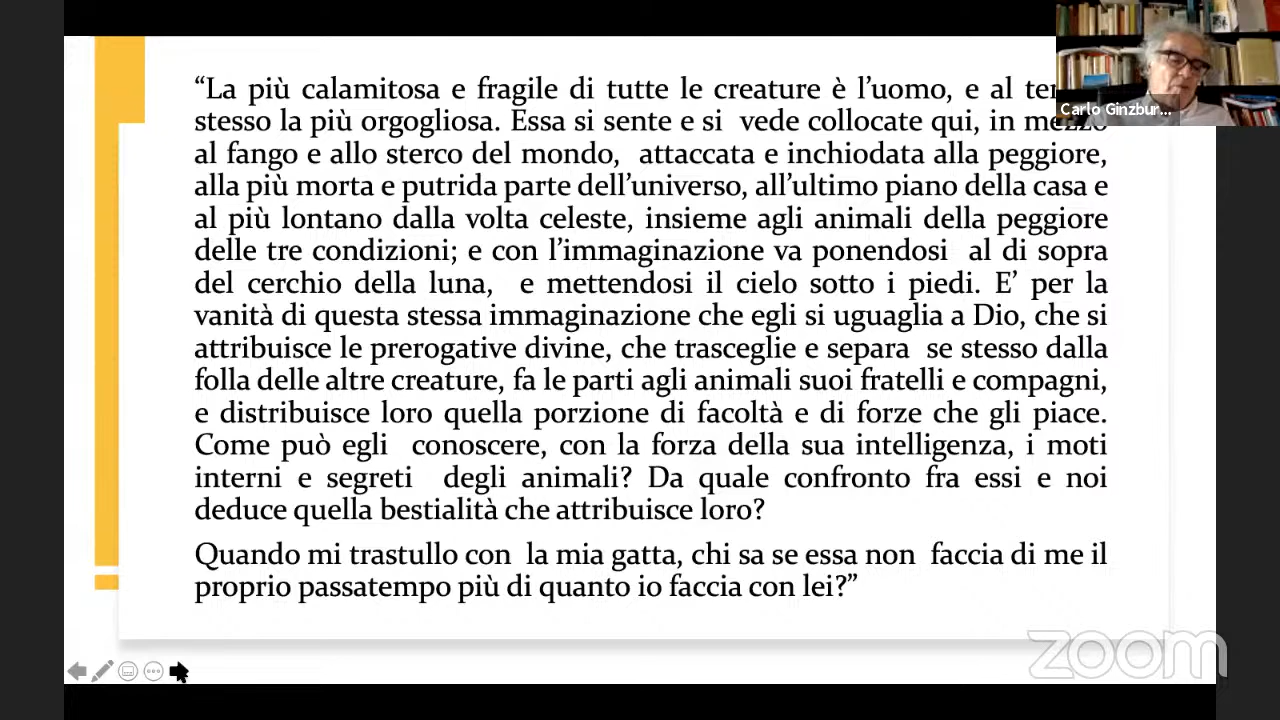 “La più calamitosa e fragile di tutte le creature è l’uomo, e al
stesso la più orgogliosa. Essa si sente e si vede collocate qui, in mezzo
al fango e allo sterco del mondo, attaccata e inchiodata alla peggiore,
alla più morta e putrida parte dell’universo, all’ultimo piano della casa e
al più lontano dalla volta celeste, insieme agli animali della peggiore
delle tre condizioni; e con l’immaginazione va ponendosi al di sopra
del cerchio della luna, e mettendosi il cielo sotto i piedi. E’ per la
vanità di questa stessa immaginazione che egli si uguaglia a Dio, che si
attribuisce le prerogative divine, che trasceglie e separa se stesso dalla
folla delle altre creature, fa le parti agli animali suoi fratelli e compagni,
e distribuisce loro quella porzione di facoltà e di forze che gli piace.
Come può egli conoscere, con la forza della sua intelligenza, i moti
interni e segreti degli animali? Da quale confronto fra essi e noi
deduce quella bestialità che attribuisce loro?
Quando mi trastullo con la mia gatta, chi sa se essa non faccia di me il
proprio passatempo più di quanto io faccia con lei?”
Carlo Ginzbur...
zoom